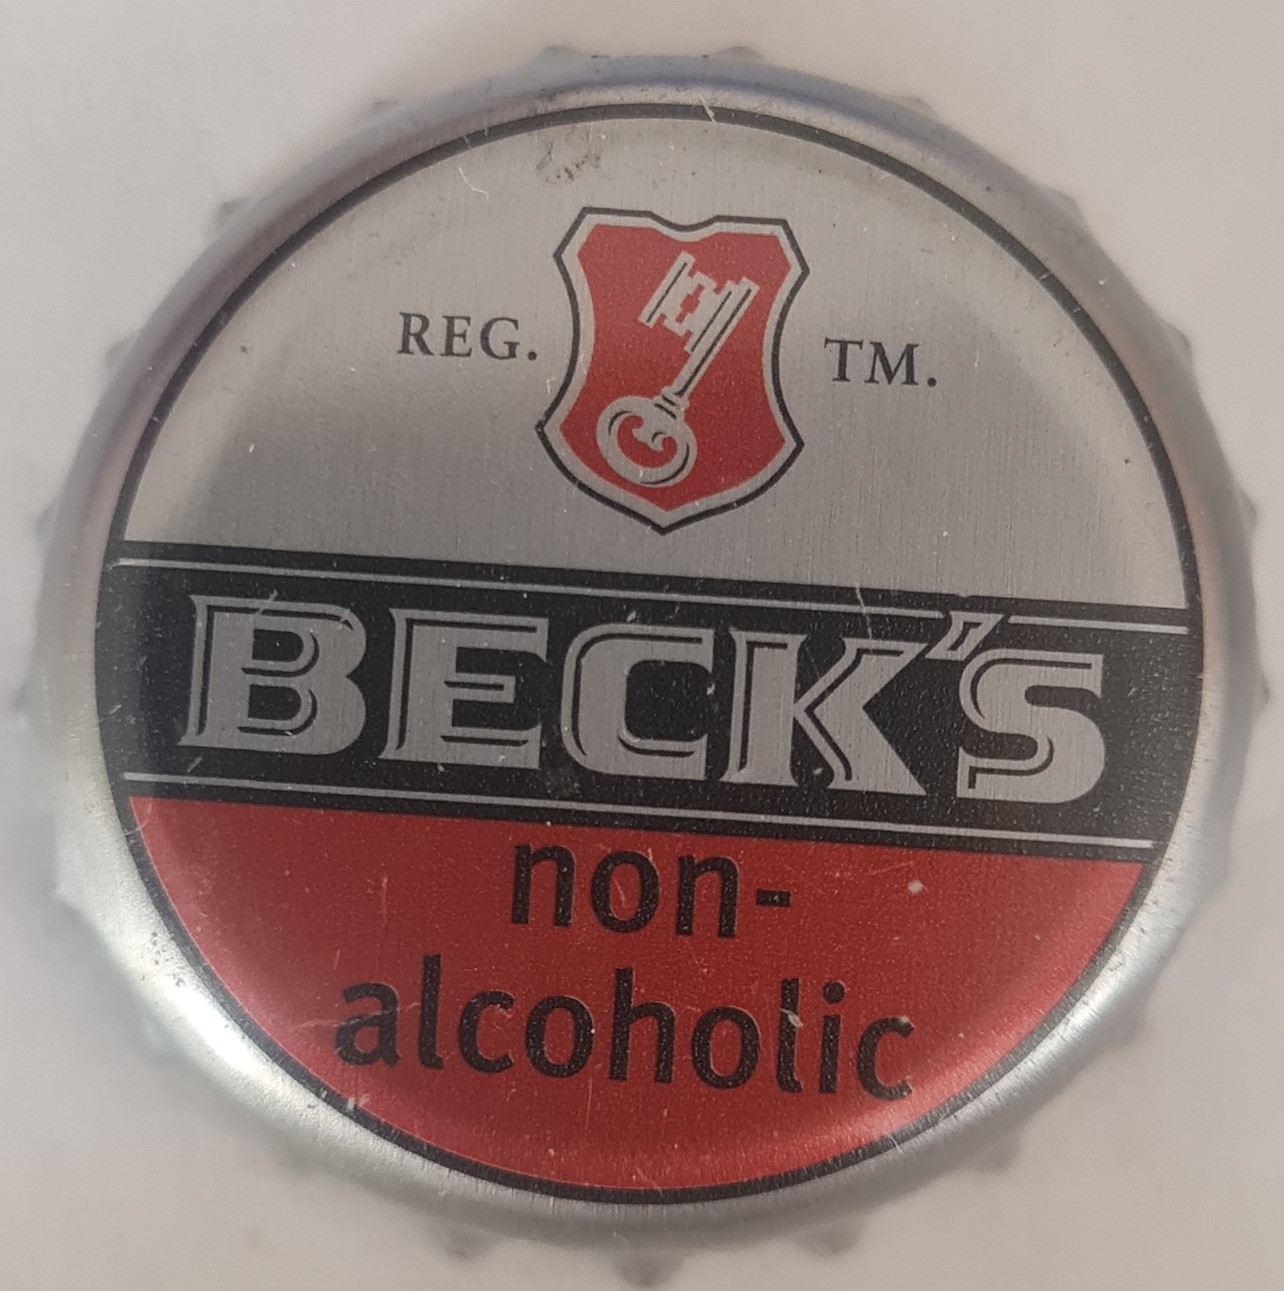 REG. TM.
BECK'S
non-
alcoholic